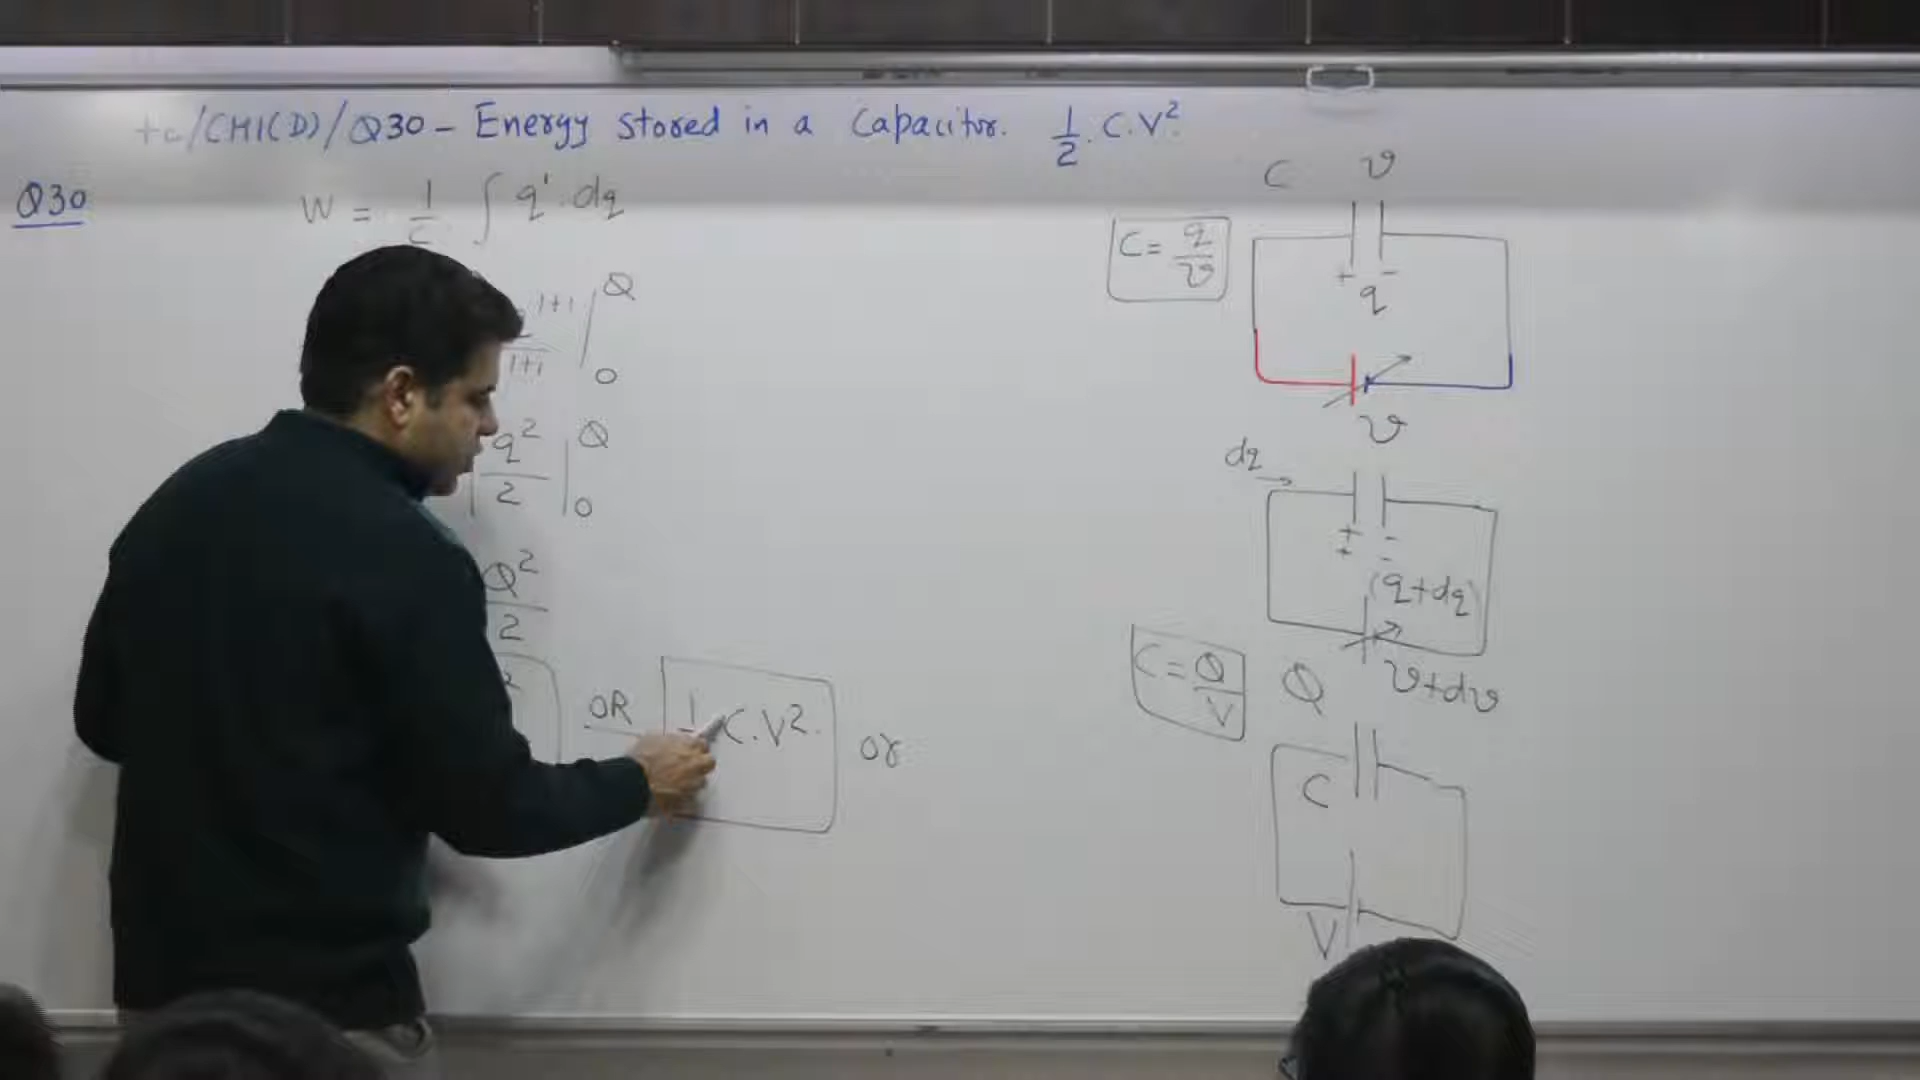 +c/CH1(D)/Q30 - Energy stored in a Capacitor. 1/2 . C.V².
Q30
W = 1/C ∫ q¹ . dq
1+1 | Q
1+1 | 0
| q²/2 | Q 0
Q²/2
OR
1 C.V².
or
C v
C = q/v
+ -
q
v
dq →
+ -
+ -
(q+dq)
v+dv
C = Q/V
Q
C
V